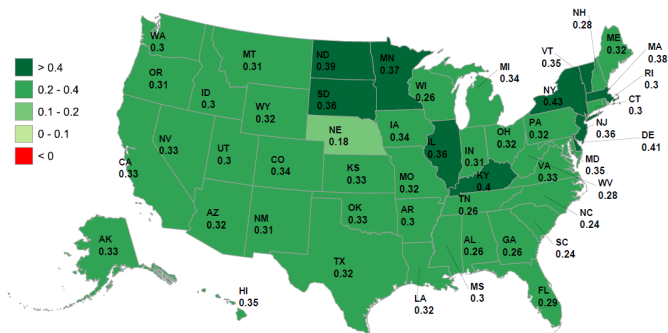 > 0.4
0.2 - 0.4
0.1 - 0.2
0 - 0.1
< 0
WA
0.3
OR
0.31
CA
0.33
NV
0.33
ID
0.3
MT
0.31
WY
0.32
UT
0.3
CO
0.34
AZ
0.32
NM
0.31
ND
0.39
SD
0.36
NE
0.18
KS
0.33
OK
0.33
TX
0.32
MN
0.37
IA
0.34
MO
0.32
AR
0.3
LA
0.32
WI
0.26
IL
0.36
MI
0.34
IN
0.31
OH
0.32
KY
0.4
TN
0.26
MS
0.3
AL
0.26
GA
0.26
FL
0.29
SC
0.24
NC
0.24
VA
0.33
WV
0.28
MD
0.35
DE
0.41
PA
0.32
NJ
0.36
NY
0.43
CT
0.3
RI
0.3
MA
0.38
VT
0.35
NH
0.28
ME
0.32
AK
0.33
HI
0.35